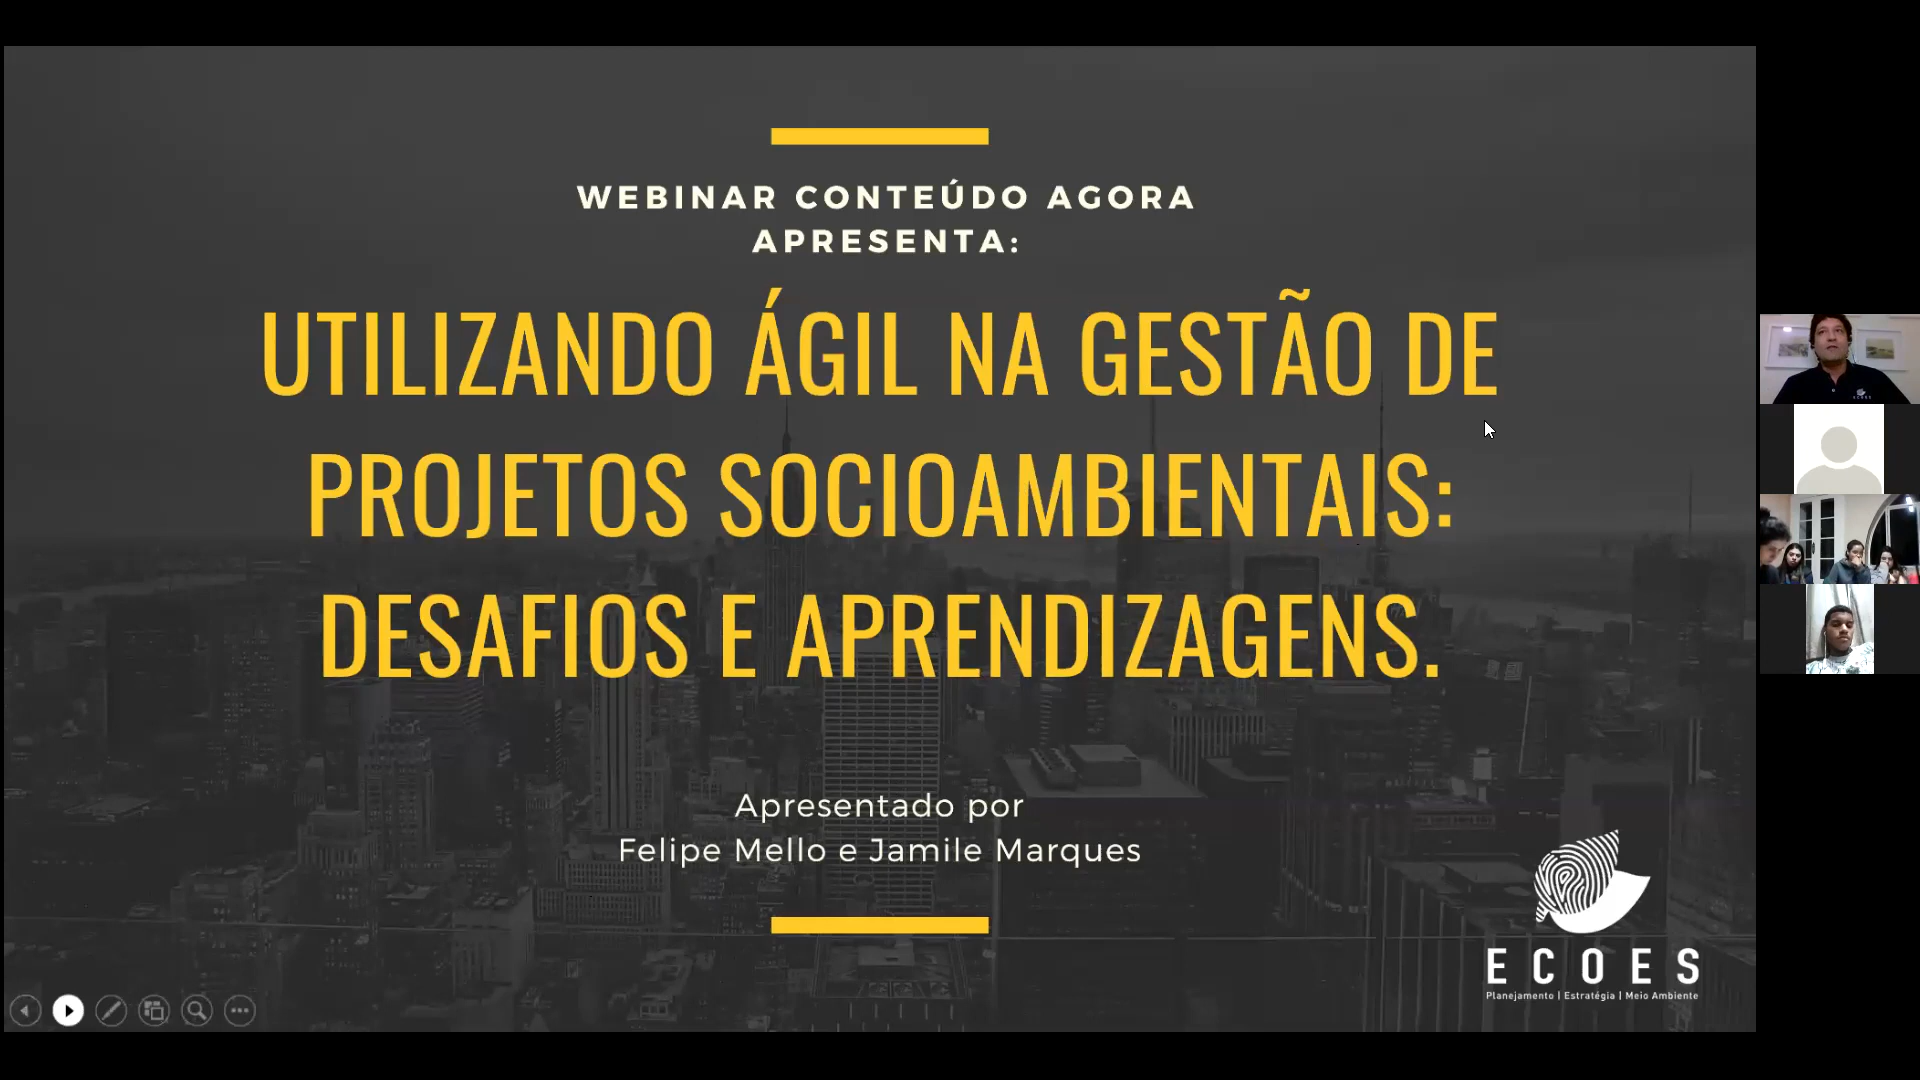 WEBINAR CONTEÚDO AGORA
APRESENTA:
UTILIZANDO ÁGIL NA GESTÃO DE
PROJETOS SOCIOAMBIENTAIS:
DESAFIOS E APRENDIZAGENS.
Apresentado por
Felipe Mello e Jamile Marques
ECOES
Planejamento | Estratégia | Meio Ambiente